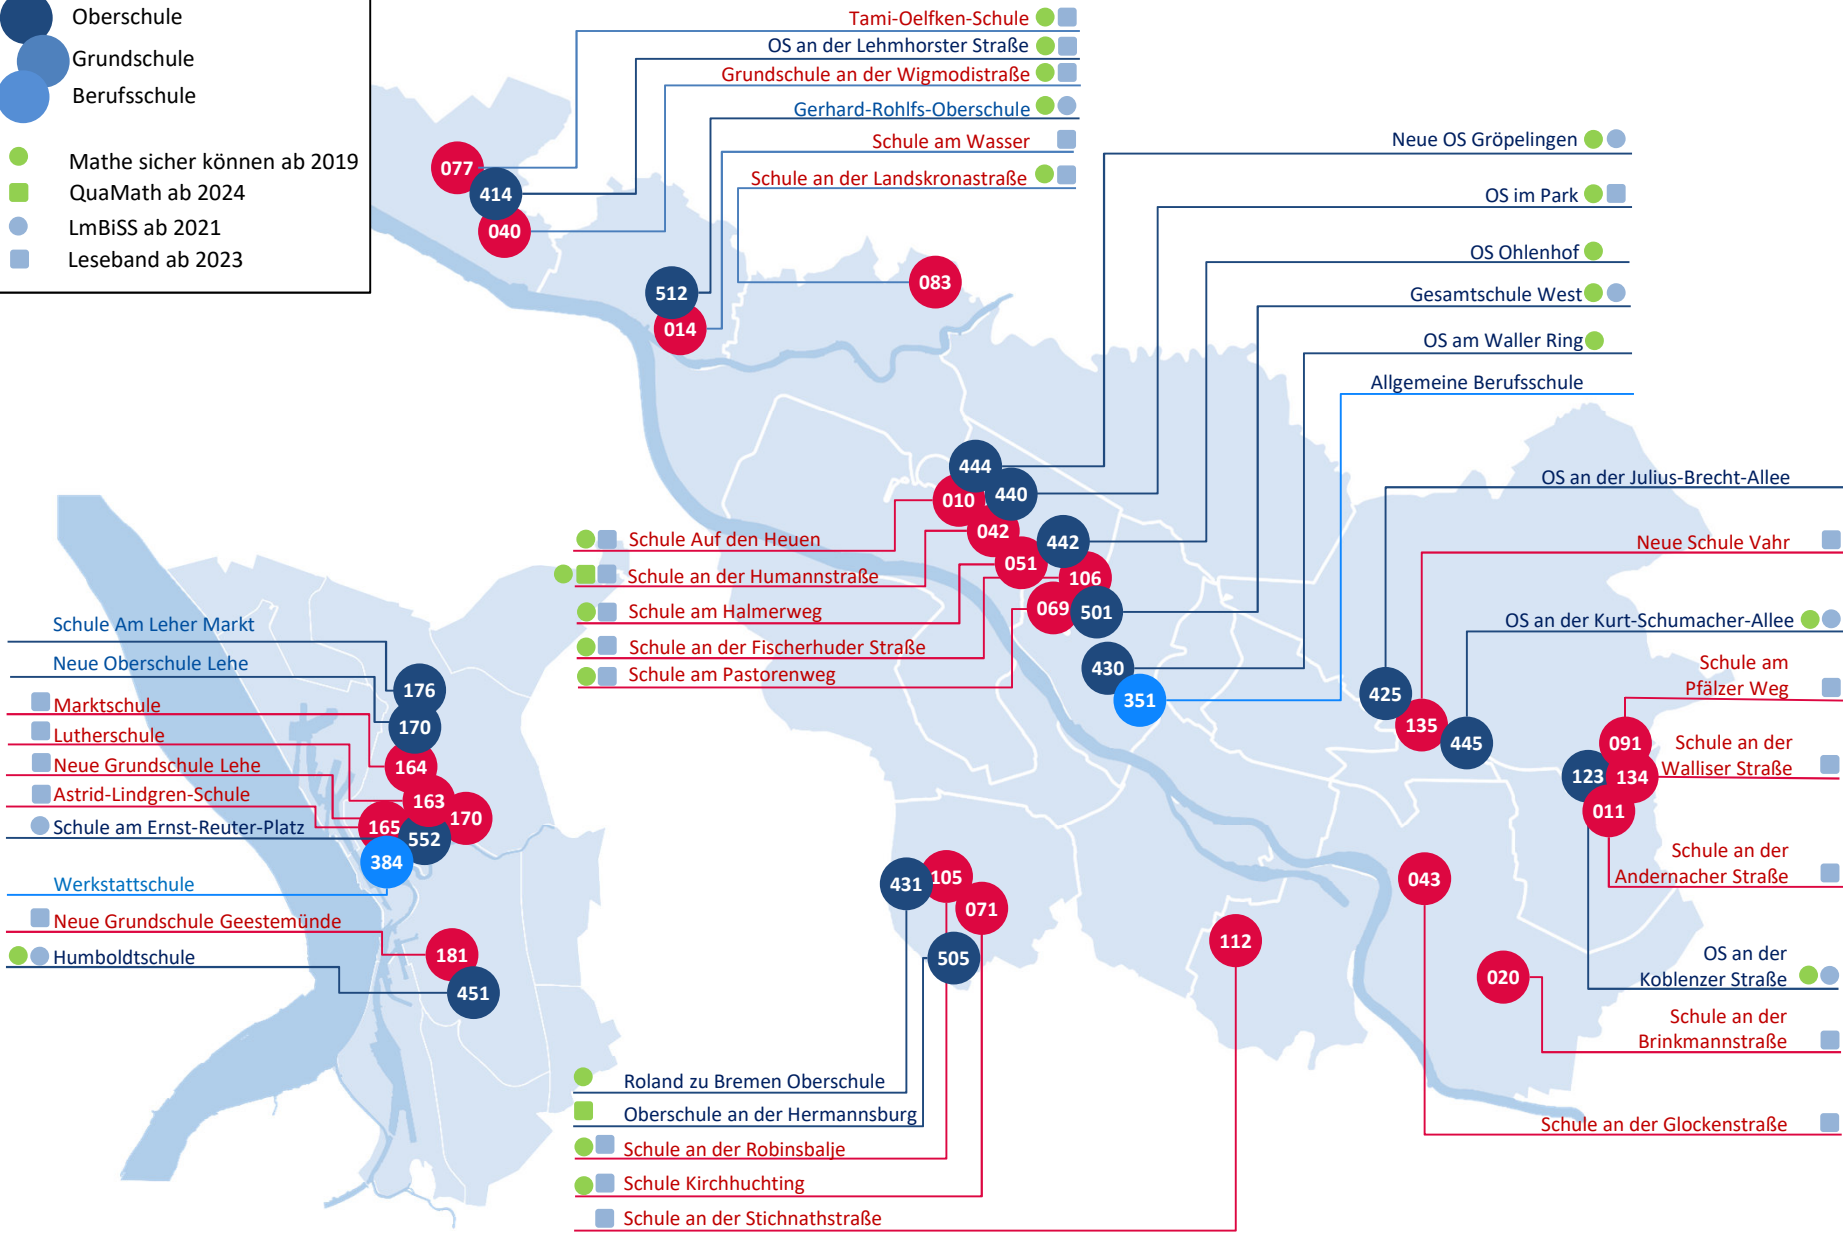 Oberschule
Grundschule
Berufsschule
Mathe sicher können ab 2019
QuaMath ab 2024
LmBiSS ab 2021
Leseband ab 2023
Tami-Oelfken-Schule
OS an der Lehmhorster Straße
Grundschule an der Wigmodistraße
Gerhard-Rohlfs-Oberschule
Schule am Wasser
Schule an der Landskronastraße
Neue OS Gröpelingen
OS im Park
OS Ohlenhof
Gesamtschule West
OS am Waller Ring
Allgemeine Berufsschule
OS an der Julius-Brecht-Allee
Neue Schule Vahr
OS an der Kurt-Schumacher-Allee
Schule am
Pfälzer Weg
Schule an der
Walliser Straße
Schule an der
Andernacher Straße
OS an der
Koblenzer Straße
Schule an der
Brinkmannstraße
Schule an der Glockenstraße
077
414
040
512
014
083
444
440
010
042
442
051
106
069
501
430
351
425
135
445
091
123
134
011
043
020
112
Schule Auf den Heuen
Schule an der Humannstraße
Schule am Halmerweg
Schule an der Fischerhuder Straße
Schule am Pastorenweg
Schule Am Leher Markt
Neue Oberschule Lehe
Marktschule
Lutherschule
Neue Grundschule Lehe
Astrid-Lindgren-Schule
Schule am Ernst-Reuter-Platz
Werkstattschule
Neue Grundschule Geestemünde
Humboldtschule
176
170
164
163
170
165
552
384
181
451
431
105
071
505
Roland zu Bremen Oberschule
Oberschule an der Hermannsburg
Schule an der Robinsbalje
Schule Kirchhuchting
Schule an der Stichnathstraße